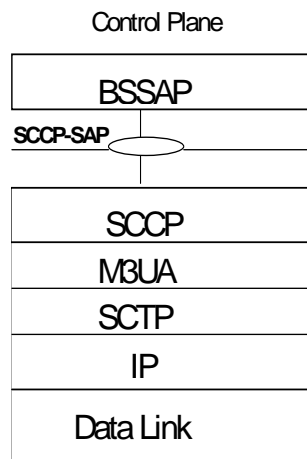 Control Plane
BSSAP
SCCP-SAP
SCCP
M3UA
SCTP
IP
Data Link